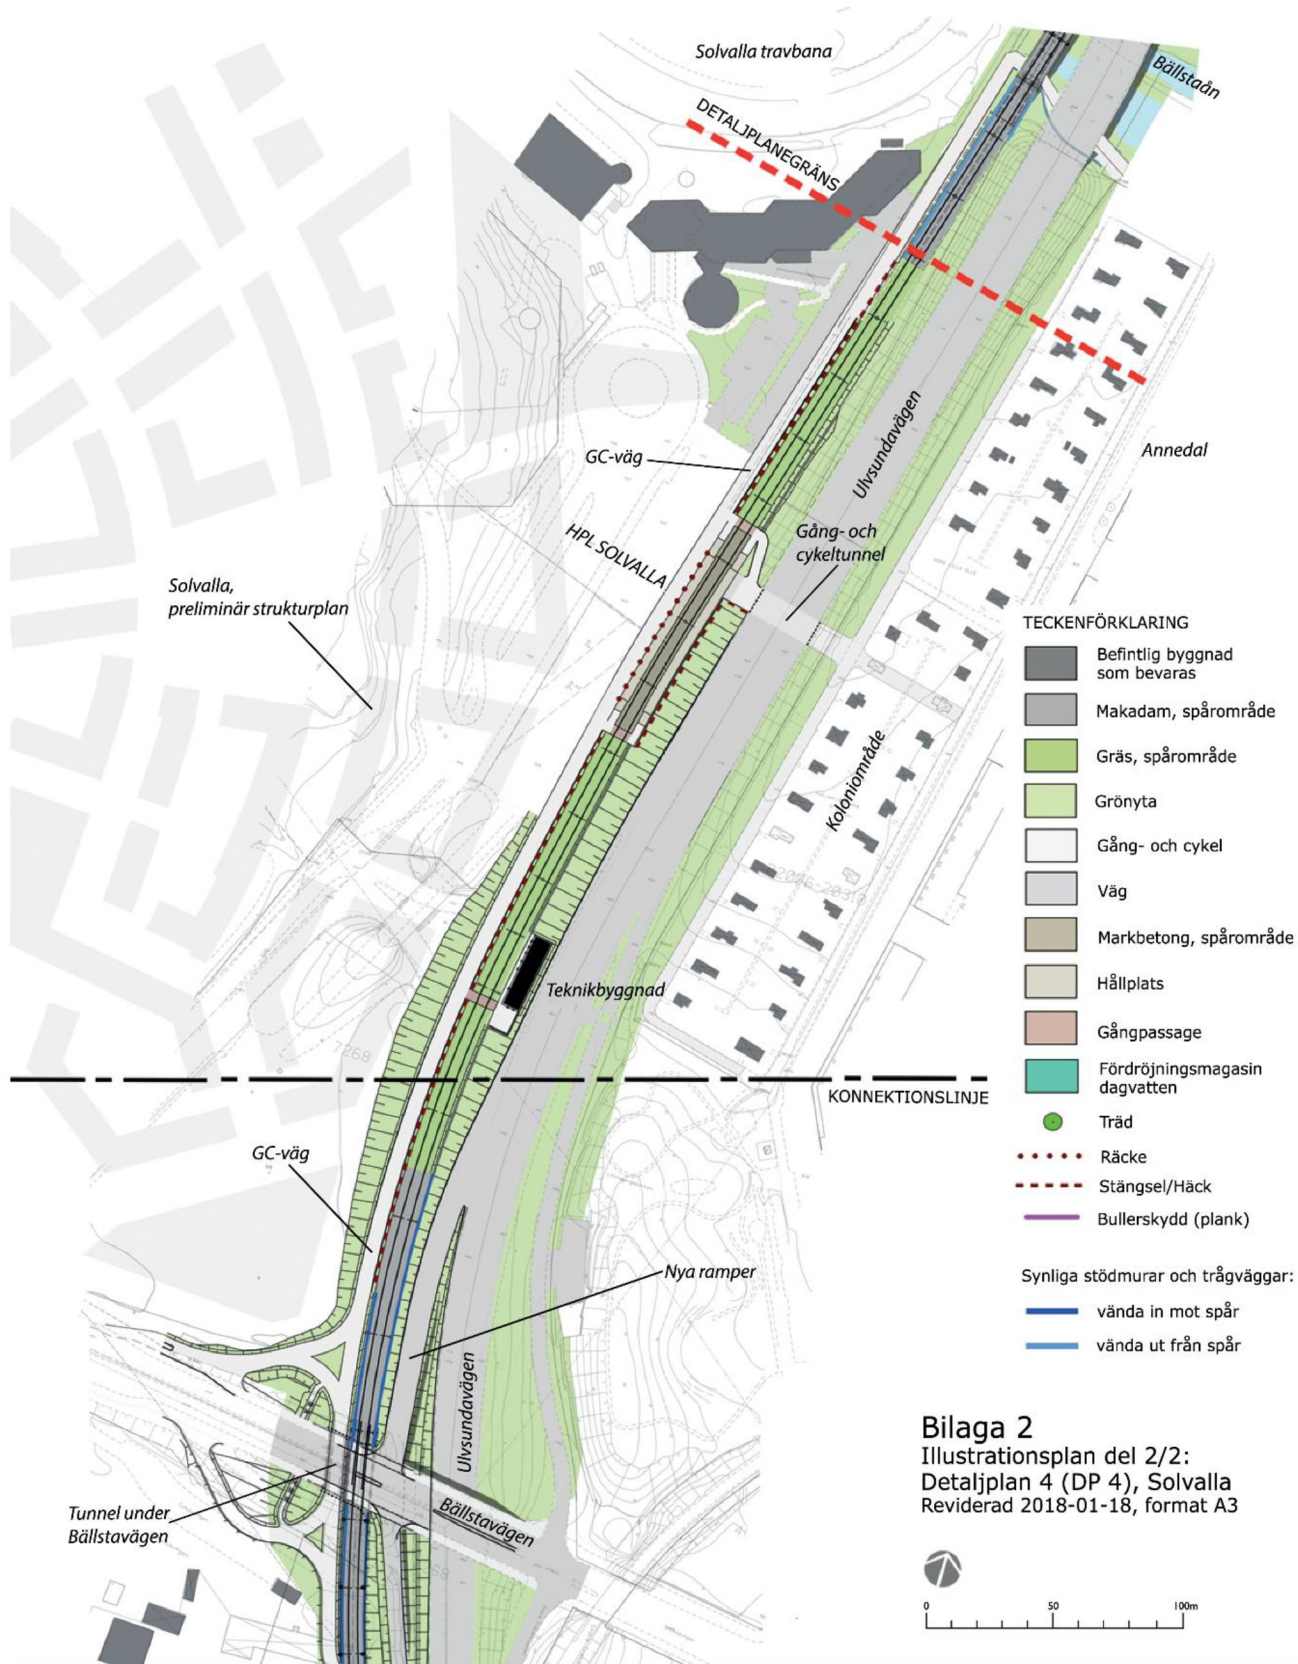 Solvalla travbana
Bällstaån
DETALJPLANEGRÄNS
Ulvsundavägen
Annedal
GC-väg
HPL SOLVALLA
Gång- och
cykeltunnel
Solvalla,
preliminär strukturplan
Koloniområde
Teknikbyggnad
268
KONNEKTIONSLINJE
GC-väg
Nya ramper
Ulvsundavägen
Tunnel under
Bällstavägen
Bällstavägen
TECKENFÖRKLARING
Befintlig byggnad
som bevaras
Makadam, spårområde
Gräs, spårområde
Grönyta
Gång- och cykel
Väg
Markbetong, spårområde
Hållplats
Gångpassage
Fördröjningsmagasin
dagvatten
Träd
Räcke
Stängsel/Häck
Bullerskydd (plank)
Synliga stödmurar och trågväggar:
vända in mot spår
vända ut från spår
Bilaga 2
Illustrationsplan del 2/2:
Detaljplan 4 (DP 4), Solvalla
Reviderad 2018-01-18, format A3
0 50 100m